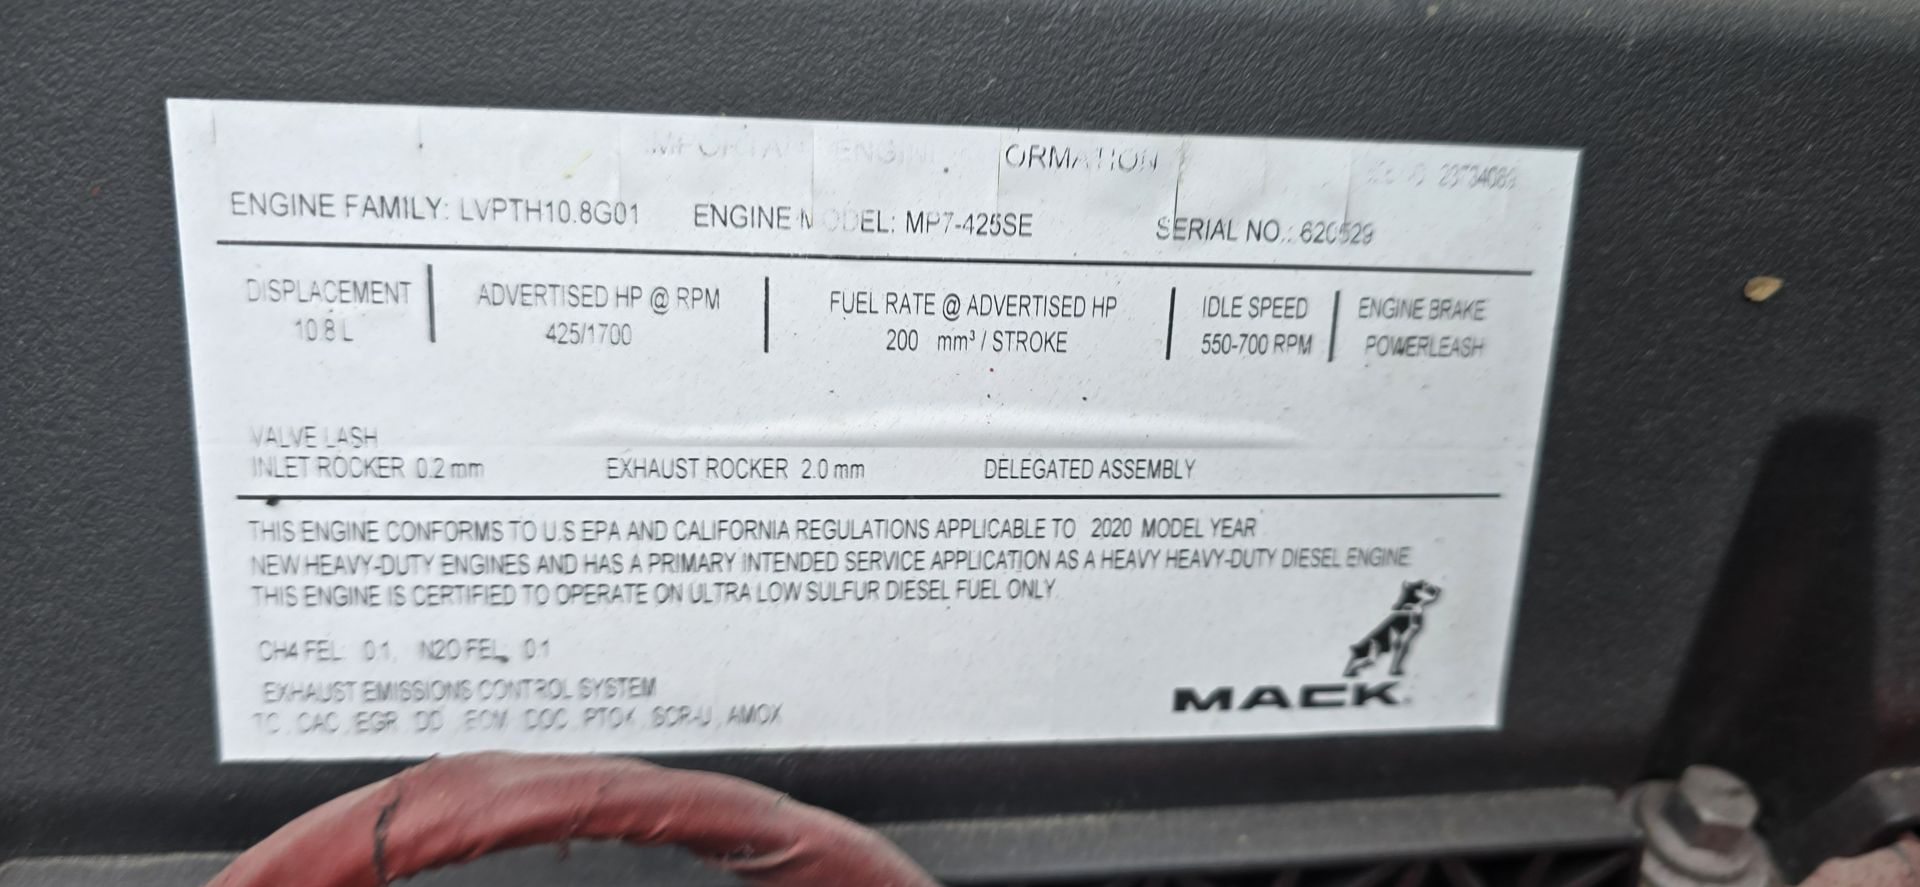 IMPORTANT ENGINE INFORMATION
23734089
ENGINE FAMILY: LVPTH10.8G01 ENGINE MODEL: MP7-425SE SERIAL NO.: 620529
DISPLACEMENT ADVERTISED HP @ RPM FUEL RATE @ ADVERTISED HP IDLE SPEED ENGINE BRAKE
10.8 L 425/1700 200 mm³ / STROKE 550-700 RPM POWERLEASH
VALVE LASH
INLET ROCKER 0.2 mm EXHAUST ROCKER 2.0 mm DELEGATED ASSEMBLY
THIS ENGINE CONFORMS TO U.S EPA AND CALIFORNIA REGULATIONS APPLICABLE TO 2020 MODEL YEAR
NEW HEAVY-DUTY ENGINES AND HAS A PRIMARY INTENDED SERVICE APPLICATION AS A HEAVY HEAVY-DUTY DIESEL ENGINE
THIS ENGINE IS CERTIFIED TO OPERATE ON ULTRA LOW SULFUR DIESEL FUEL ONLY.
CH4 FEL: 0.1, N2O FEL: 0.1
EXHAUST EMISSIONS CONTROL SYSTEM
TC, CAC, EGR, DDI, ECM, DOC, PTOX, SCR-U, AMOX
MACK